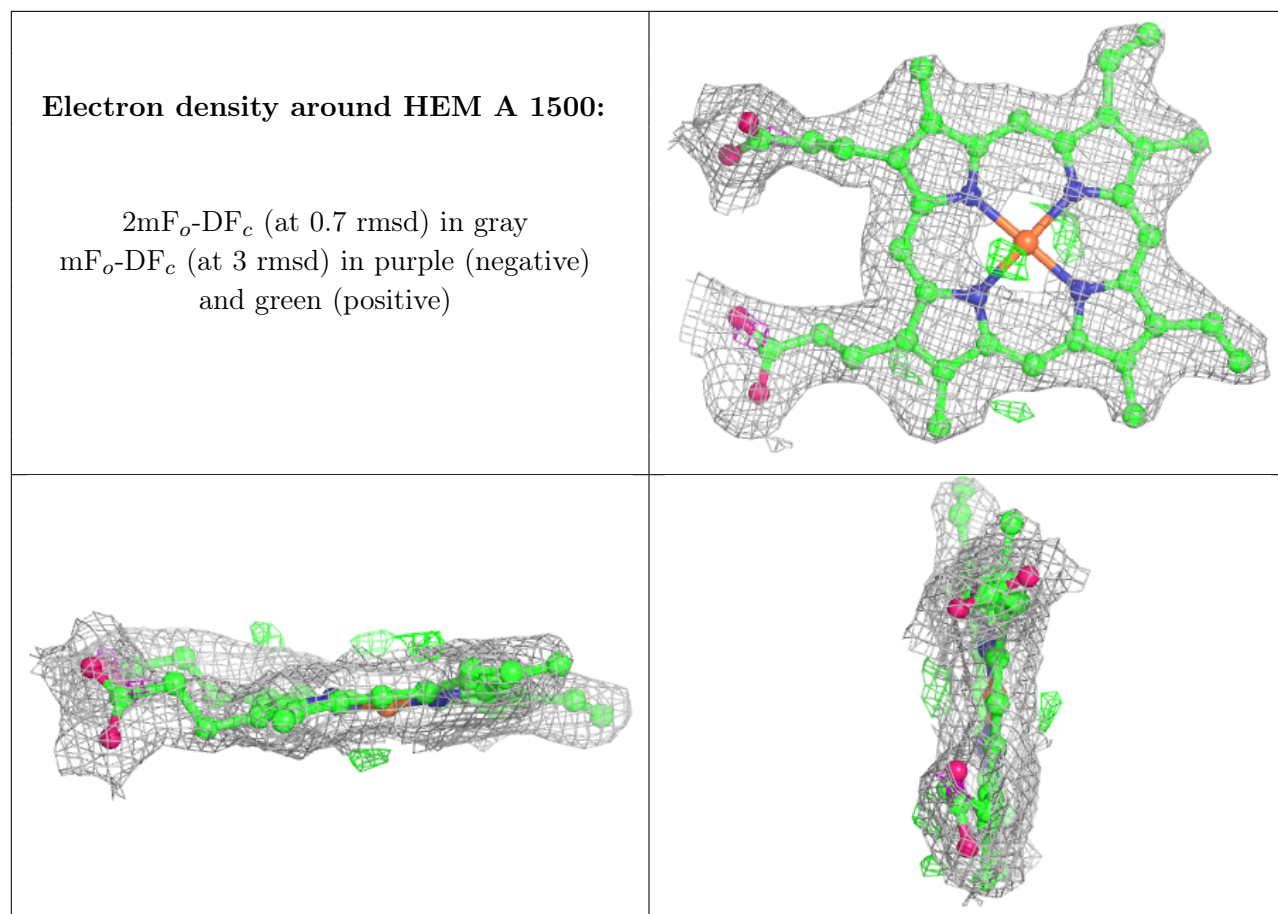 Electron density around HEM A 1500:
2mFo-DFc (at 0.7 rmsd) in gray
mFo-DFc (at 3 rmsd) in purple (negative)
and green (positive)